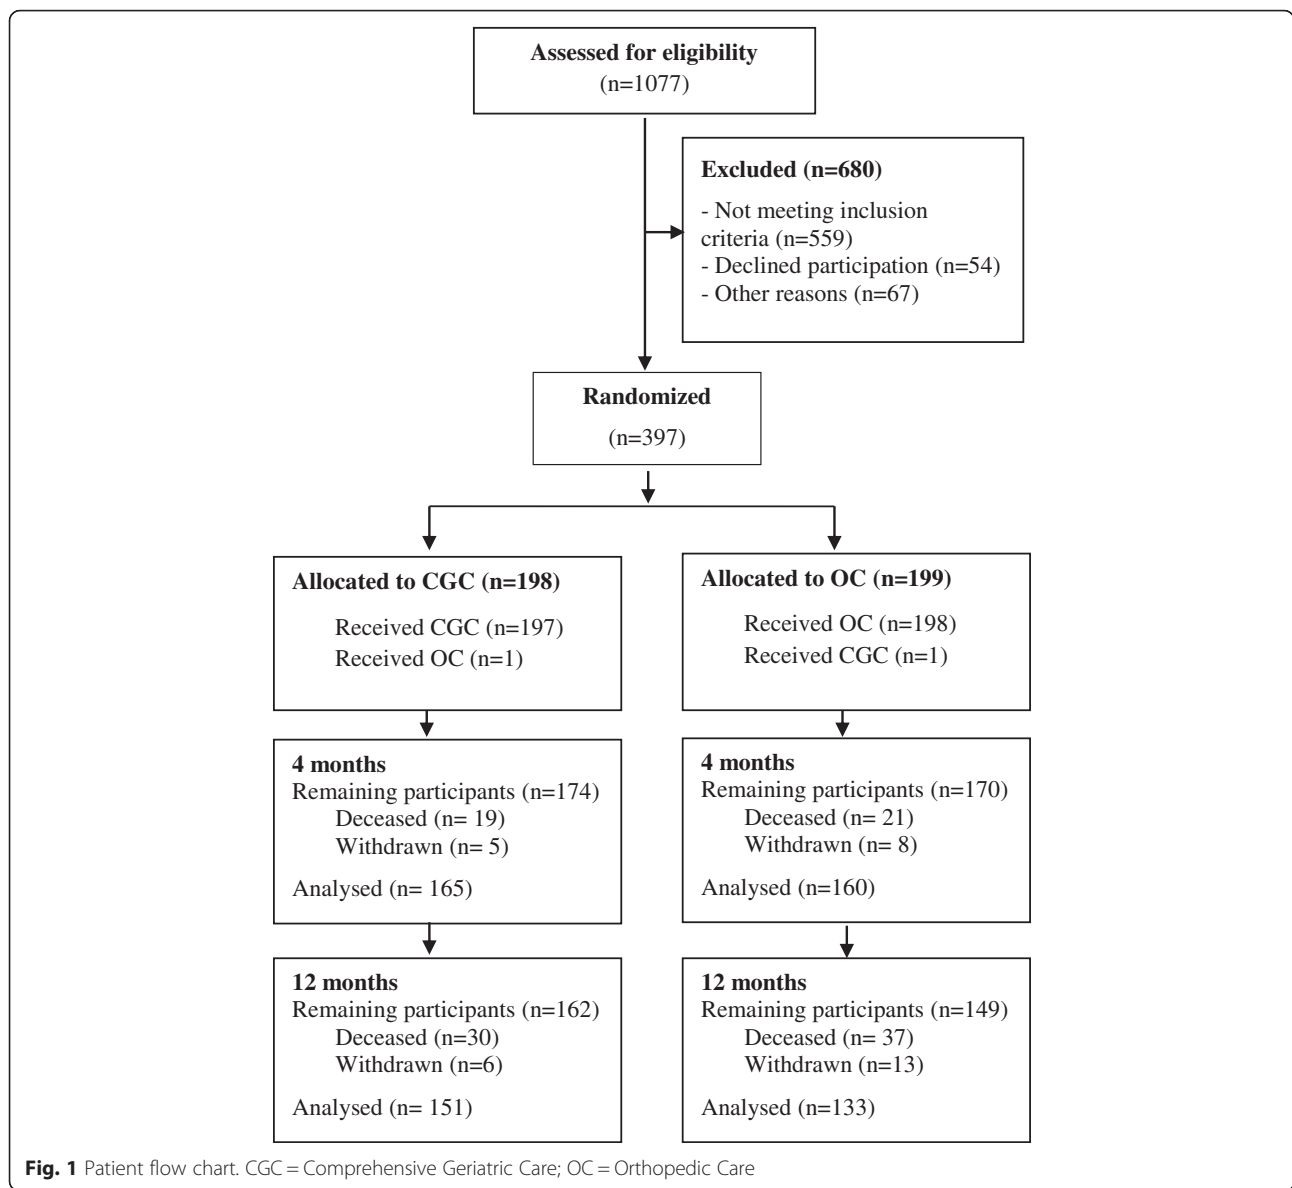 Assessed for eligibility
(n=1077)
Excluded (n=680)
- Not meeting inclusion
criteria (n=559)
- Declined participation (n=54)
- Other reasons (n=67)
Randomized
(n=397)
Allocated to CGC (n=198)
Received CGC (n=197)
Received OC (n=1)
Allocated to OC (n=199)
Received OC (n=198)
Received CGC (n=1)
4 months
Remaining participants (n=174)
Deceased (n= 19)
Withdrawn (n= 5)
Analysed (n= 165)
4 months
Remaining participants (n=170)
Deceased (n= 21)
Withdrawn (n= 8)
Analysed (n=160)
12 months
Remaining participants (n=162)
Deceased (n=30)
Withdrawn (n=6)
Analysed (n= 151)
12 months
Remaining participants (n=149)
Deceased (n= 37)
Withdrawn (n=13)
Analysed (n=133)
Fig. 1 Patient flow chart. CGC = Comprehensive Geriatric Care; OC = Orthopedic Care